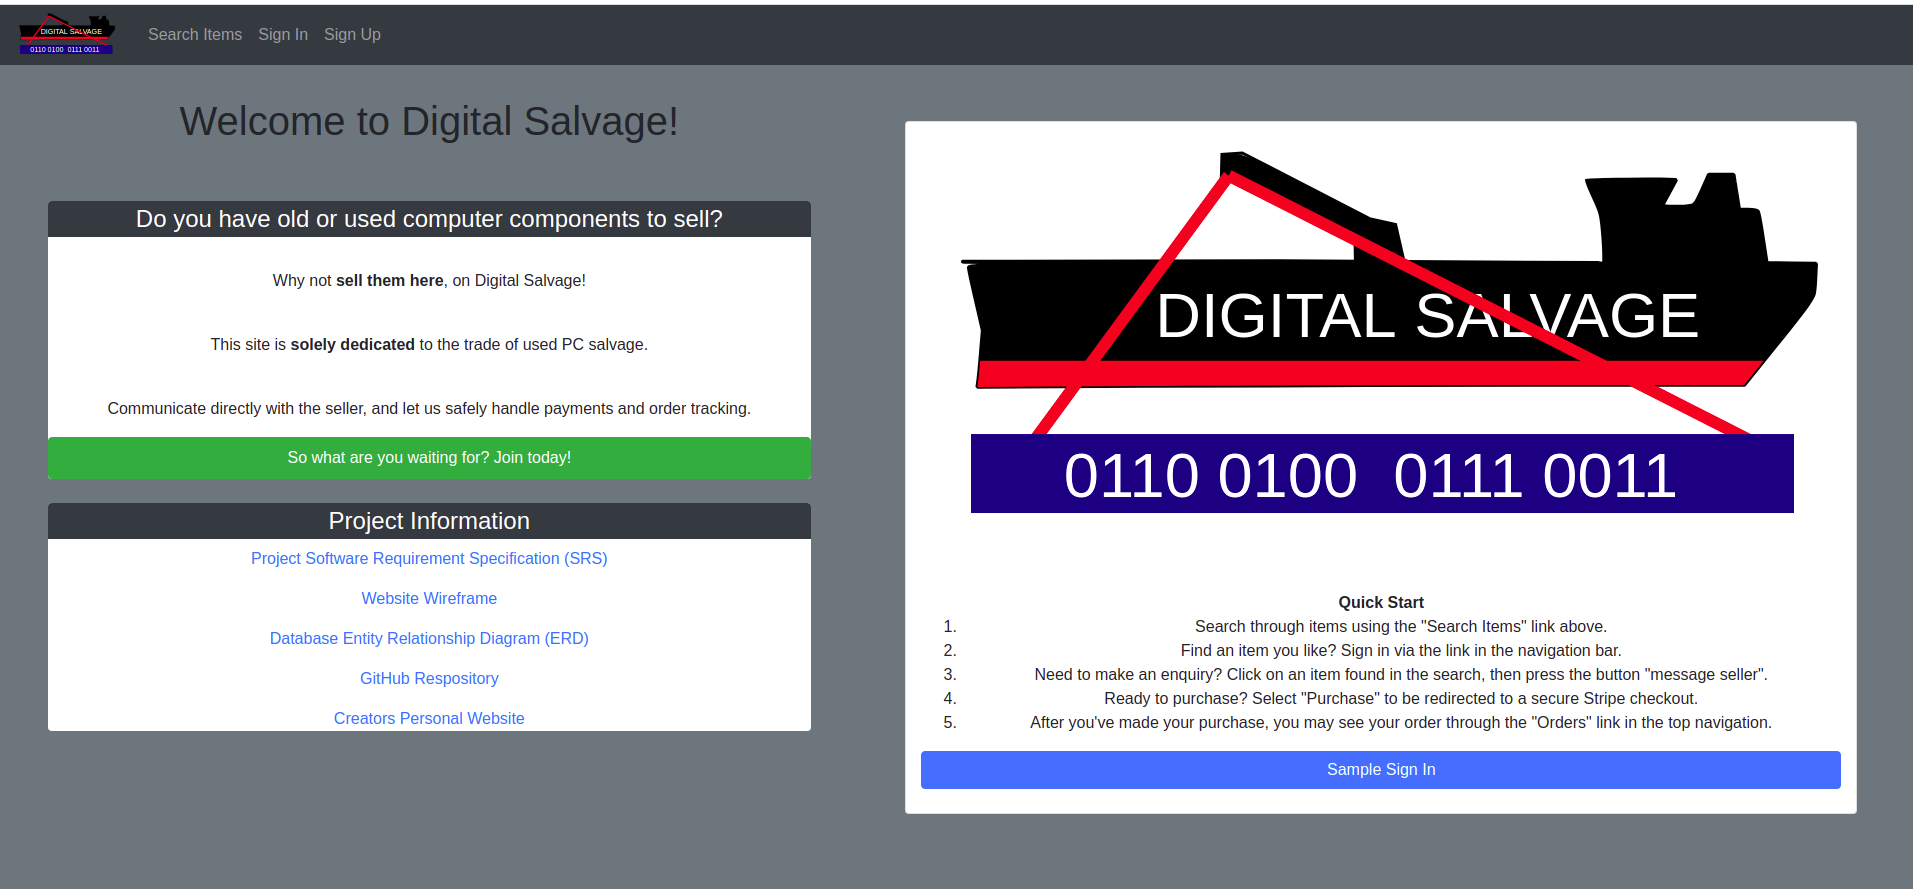 DIGITAL SALVAGE
0110 0100 0111 0011
Search Items Sign In Sign Up
Welcome to Digital Salvage!
Do you have old or used computer components to sell?
Why not sell them here, on Digital Salvage!
This site is solely dedicated to the trade of used PC salvage.
Communicate directly with the seller, and let us safely handle payments and order tracking.
So what are you waiting for? Join today!
Project Information
Project Software Requirement Specification (SRS)
Website Wireframe
Database Entity Relationship Diagram (ERD)
GitHub Respository
Creators Personal Website
DIGITAL SALVAGE
0110 0100 0111 0011
Quick Start
1. Search through items using the "Search Items" link above.
2. Find an item you like? Sign in via the link in the navigation bar.
3. Need to make an enquiry? Click on an item found in the search, then press the button "message seller".
4. Ready to purchase? Select "Purchase" to be redirected to a secure Stripe checkout.
5. After you've made your purchase, you may see your order through the "Orders" link in the top navigation.
Sample Sign In